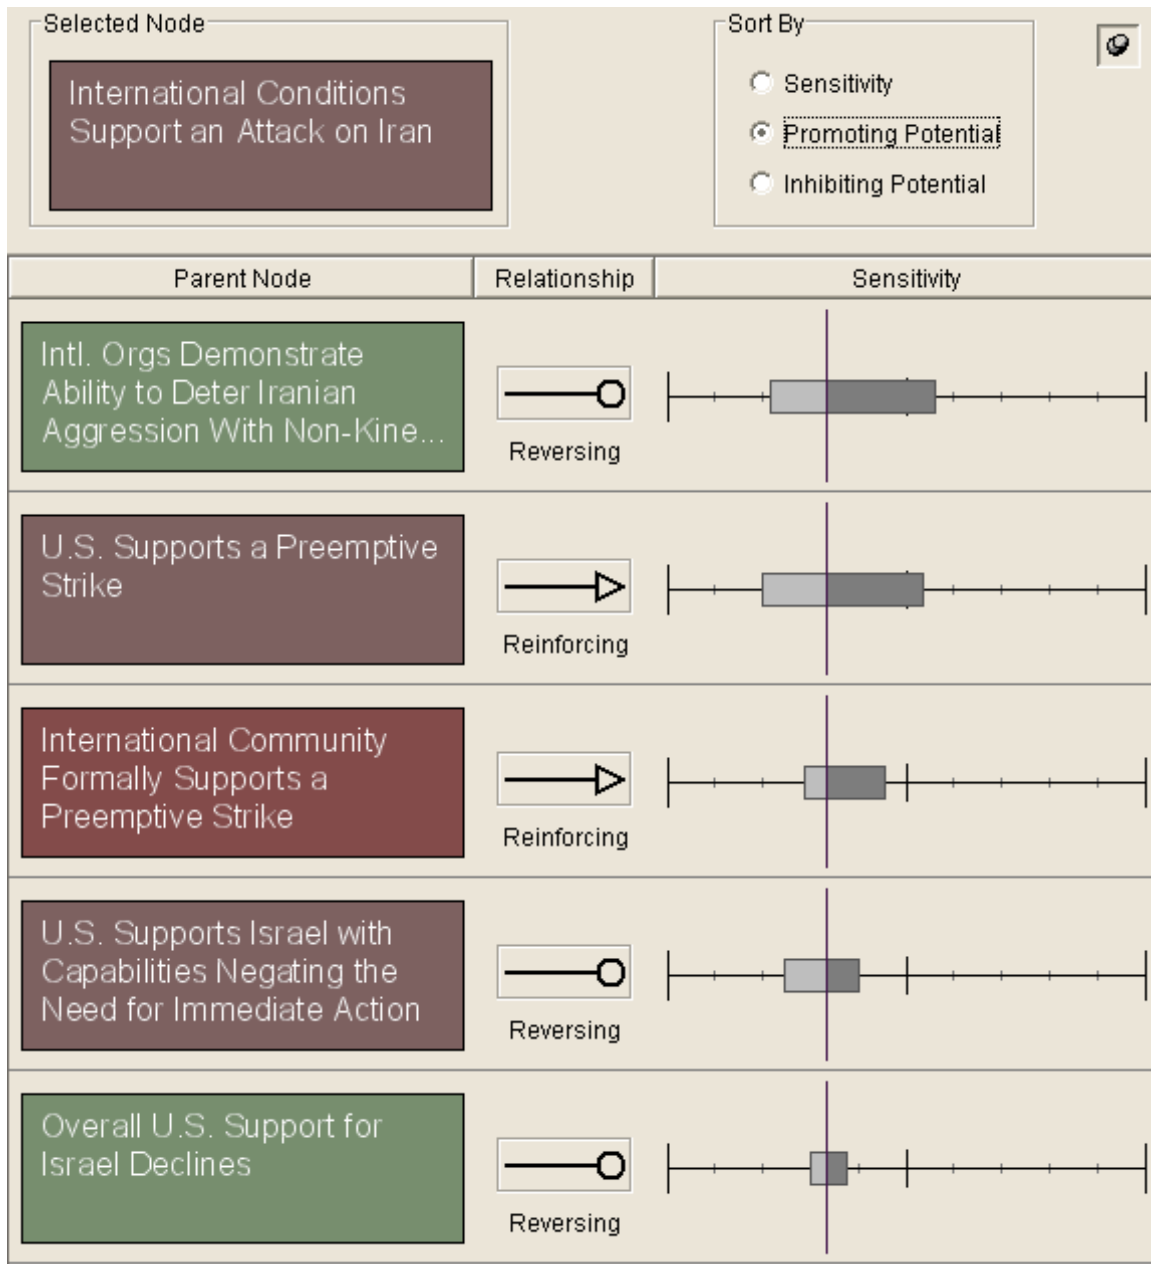 Selected Node
International Conditions
Support an Attack on Iran
Sort By
Sensitivity
Promoting Potential
Inhibiting Potential
Parent Node
Relationship
Sensitivity
Intl. Orgs Demonstrate
Ability to Deter Iranian
Aggression With Non-Kine...
Reversing
U.S. Supports a Preemptive
Strike
Reinforcing
International Community
Formally Supports a
Preemptive Strike
Reinforcing
U.S. Supports Israel with
Capabilities Negating the
Need for Immediate Action
Reversing
Overall U.S. Support for
Israel Declines
Reversing